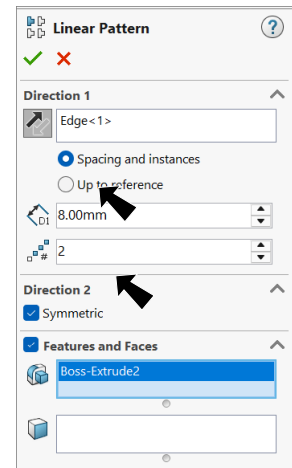 Linear Pattern
?
Direction 1
Edge<1>
Spacing and instances
Up to reference
D1 8.00mm
# 2
Direction 2
Symmetric
Features and Faces
Boss-Extrude2